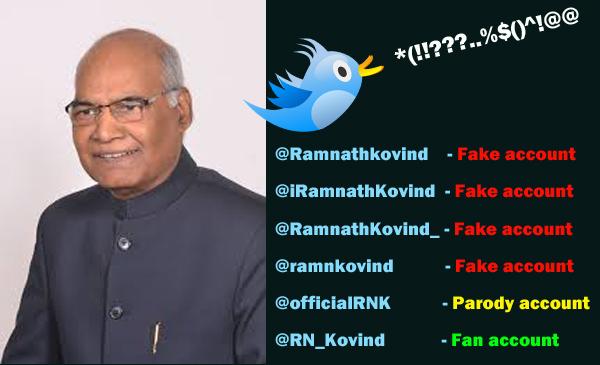 *(!!???..%$()^!@@
@Ramnathkovind - Fake account
@iRamnathKovind - Fake account
@RamnathKovind_ - Fake account
@ramnkovind - Fake account
@officialRNK - Parody account
@RN_Kovind - Fan account